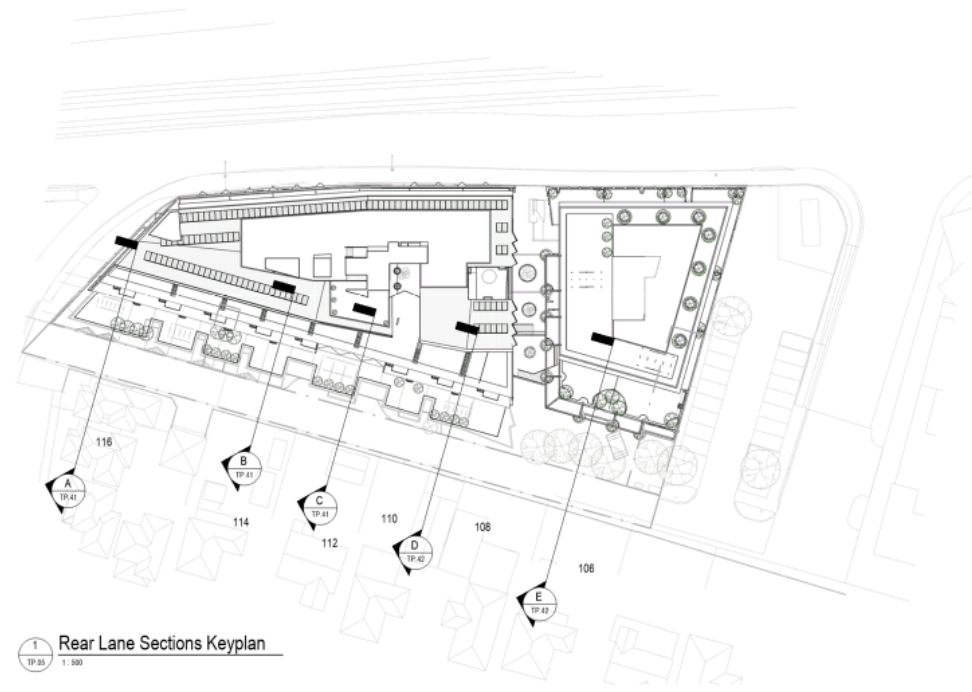 116
A
TP.41
B
TP.41
114
C
TP.41
112
110
D
TP.42
108
106
E
TP.42
1
TP.05
Rear Lane Sections Keyplan
1 : 500